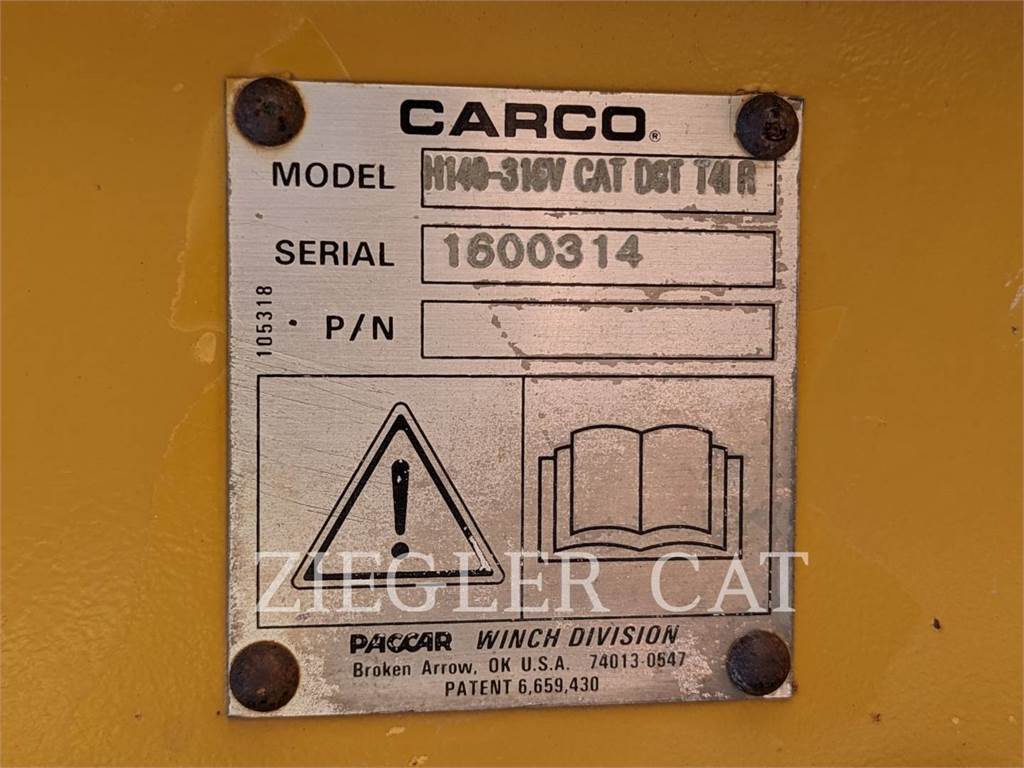 CARCO®
MODEL H140-316V CAT D8T T4I R
SERIAL 1600314
105318
P/N
ZIEGLER CAT
PACCAR WINCH DIVISION
Broken Arrow, OK U.S.A. 74013-0547
PATENT 6,659,430